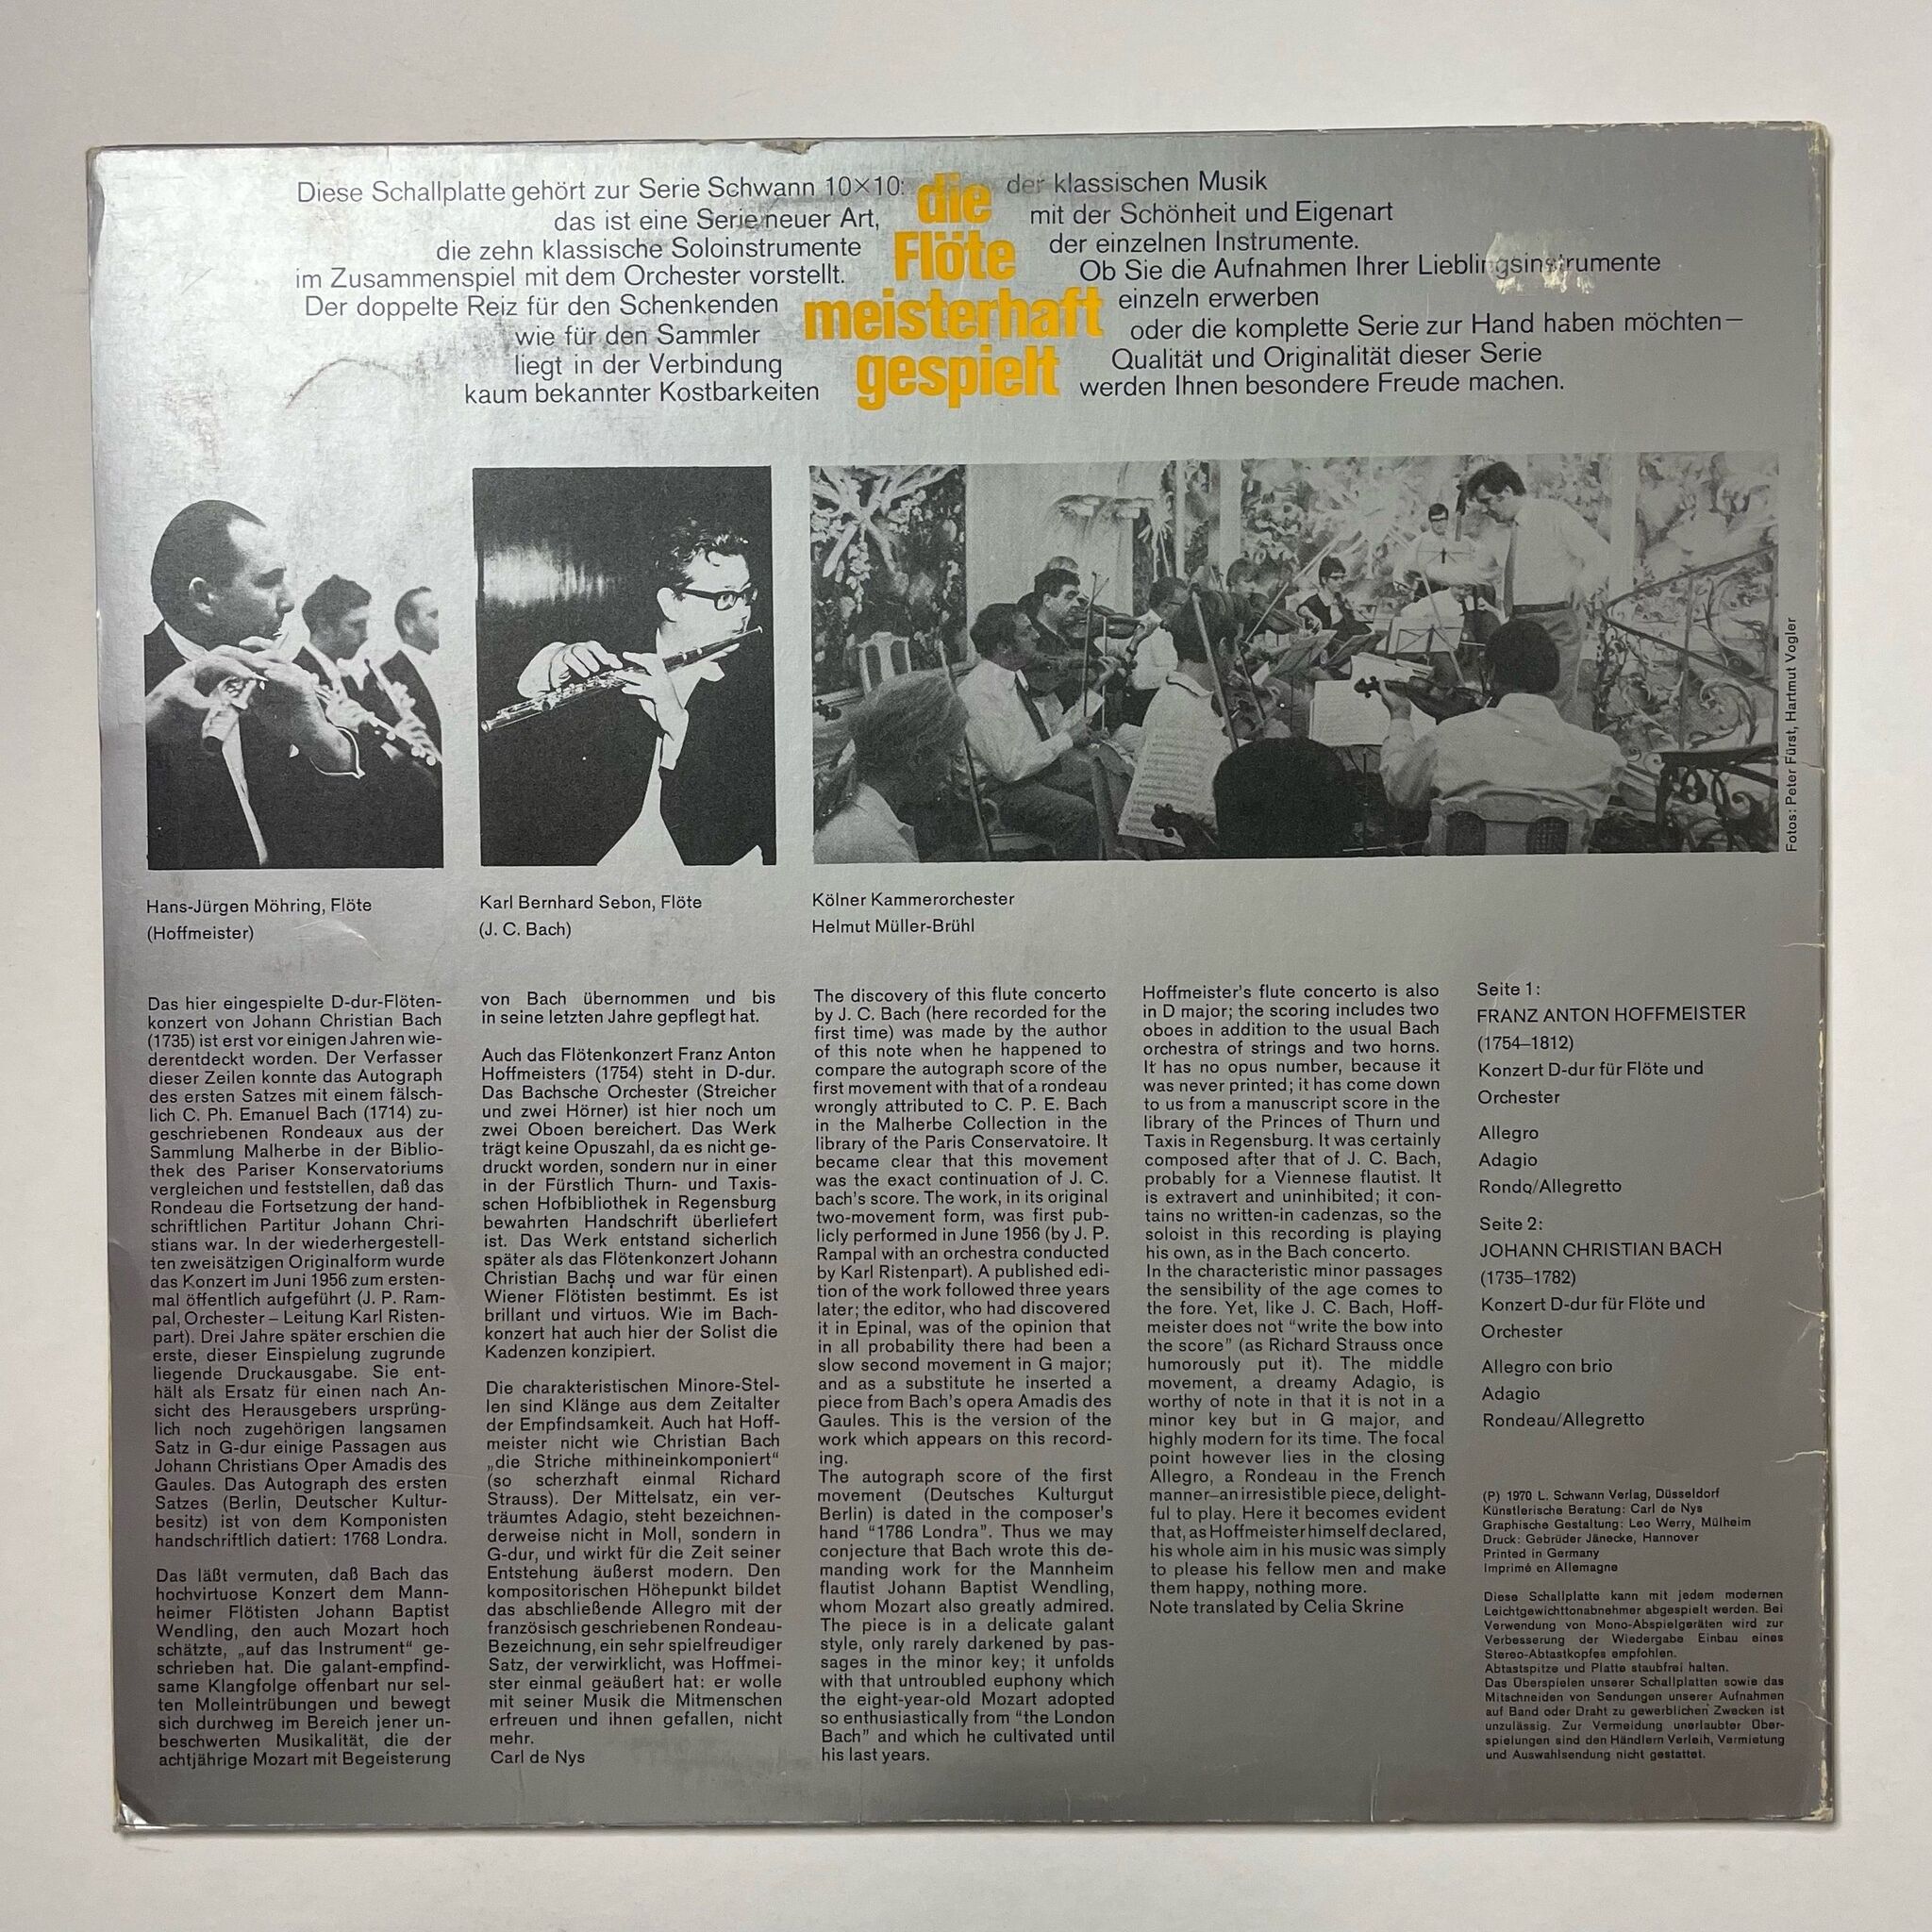 Diese Schallplatte gehört zur Serie Schwann 10×10:
das ist eine Serie neuer Art,
die zehn klassische Soloinstrumente
im Zusammenspiel mit dem Orchester vorstellt.
Der doppelte Reiz für den Schenkenden
wie für den Sammler
liegt in der Verbindung
kaum bekannter Kostbarkeiten
die
Flöte
meisterhaft
gespielt
der klassischen Musik
mit der Schönheit und Eigenart
der einzelnen Instrumente.
Ob Sie die Aufnahmen Ihrer Lieblingsinstrumente
einzeln erwerben
oder die komplette Serie zur Hand haben möchten—
Qualität und Originalität dieser Serie
werden Ihnen besondere Freude machen.
Fotos: Peter Fürst, Hartmut Vogler
Hans-Jürgen Möhring, Flöte
(Hoffmeister)
Karl Bernhard Sebon, Flöte
(J. C. Bach)
Kölner Kammerorchester
Helmut Müller-Brühl
Das hier eingespielte D-dur-Flöten-
konzert von Johann Christian Bach
(1735) ist erst vor einigen Jahren wie-
derentdeckt worden. Der Verfasser
dieser Zeilen konnte das Autograph
des ersten Satzes mit einem fälsch-
lich C. Ph. Emanuel Bach (1714) zu-
geschriebenen Rondeaux aus der
Sammlung Malherbe in der Biblio-
thek des Pariser Konservatoriums
vergleichen und feststellen, daß das
Rondeau die Fortsetzung der hand-
schriftlichen Partitur Johann Chri-
stians war. In der wiederhergestell-
ten zweisätzigen Originalform wurde
das Konzert im Juni 1956 zum ersten-
mal öffentlich aufgeführt (J. P. Ram-
pal, Orchester – Leitung Karl Risten-
part). Drei Jahre später erschien die
erste, dieser Einspielung zugrunde
liegende Druckausgabe. Sie ent-
hält als Ersatz für einen nach An-
sicht des Herausgebers ursprüng-
lich noch zugehörigen langsamen
Satz in G-dur einige Passagen aus
Johann Christians Oper Amadis des
Gaules. Das Autograph des ersten
Satzes (Berlin, Deutscher Kultur-
besitz) ist von dem Komponisten
handschriftlich datiert: 1768 Londra.
Das läßt vermuten, daß Bach das
hochvirtuose Konzert dem Mann-
heimer Flötisten Johann Baptist
Wendling, den auch Mozart hoch
schätzte, „auf das Instrument“ ge-
schrieben hat. Die galant-empfind-
same Klangfolge offenbart nur sel-
ten Molleintrübungen und bewegt
sich durchweg im Bereich jener un-
beschwerten Musikalität, die der
achtjährige Mozart mit Begeisterung
von Bach übernommen und bis
in seine letzten Jahre gepflegt hat.
Auch das Flötenkonzert Franz Anton
Hoffmeisters (1754) steht in D-dur.
Das Bachsche Orchester (Streicher
und zwei Hörner) ist hier noch um
zwei Oboen bereichert. Das Werk
trägt keine Opuszahl, da es nicht ge-
druckt worden, sondern nur in einer
in der Fürstlich Thurn- und Taxis-
schen Hofbibliothek in Regensburg
bewahrten Handschrift überliefert
ist. Das Werk entstand sicherlich
später als das Flötenkonzert Johann
Christian Bachs und war für einen
Wiener Flötisten bestimmt. Es ist
brillant und virtuos. Wie im Bach-
konzert hat auch hier der Solist die
Kadenzen konzipiert.
Die charakteristischen Minore-Stel-
len sind Klänge aus dem Zeitalter
der Empfindsamkeit. Auch hat Hoff-
meister nicht wie Christian Bach
„die Striche mithineinkomponiert“
(so scherzhaft einmal Richard
Strauss). Der Mittelsatz, ein ver-
träumtes Adagio, steht bezeichnen-
derweise nicht in Moll, sondern in
G-dur, und wirkt für die Zeit seiner
Entstehung äußerst modern. Den
kompositorischen Höhepunkt bildet
das abschließende Allegro mit der
französisch geschriebenen Rondeau-
Bezeichnung, ein sehr spielfreudiger
Satz, der verwirklicht, was Hoffmei-
ster einmal geäußert hat: er wolle
mit seiner Musik die Mitmenschen
erfreuen und ihnen gefallen, nicht
mehr.
Carl de Nys
The discovery of this flute concerto
by J. C. Bach (here recorded for the
first time) was made by the author
of this note when he happened to
compare the autograph score of the
first movement with that of a rondeau
wrongly attributed to C. P. E. Bach
in the Malherbe Collection in the
library of the Paris Conservatoire. It
became clear that this movement
was the exact continuation of J. C.
bach's score. The work, in its original
two-movement form, was first pub-
licly performed in June 1956 (by J. P.
Rampal with an orchestra conducted
by Karl Ristenpart). A published edi-
tion of the work followed three years
later; the editor, who had discovered
it in Epinal, was of the opinion that
in all probability there had been a
slow second movement in G major;
and as a substitute he inserted a
piece from Bach's opera Amadis des
Gaules. This is the version of the
work which appears on this record-
ing.
The autograph score of the first
movement (Deutsches Kulturgut
Berlin) is dated in the composer's
hand “1786 Londra”. Thus we may
conjecture that Bach wrote this de-
manding work for the Mannheim
flautist Johann Baptist Wendling,
whom Mozart also greatly admired.
The piece is in a delicate galant
style, only rarely darkened by pas-
sages in the minor key; it unfolds
with that untroubled euphony which
the eight-year-old Mozart adopted
so enthusiastically from “the London
Bach” and which he cultivated until
his last years.
Hoffmeister's flute concerto is also
in D major; the scoring includes two
oboes in addition to the usual Bach
orchestra of strings and two horns.
It has no opus number, because it
was never printed; it has come down
to us from a manuscript score in the
library of the Princes of Thurn und
Taxis in Regensburg. It was certainly
composed after that of J. C. Bach,
probably for a Viennese flautist. It
is extravert and uninhibited; it con-
tains no written-in cadenzas, so the
soloist in this recording is playing
his own, as in the Bach concerto.
In the characteristic minor passages
the sensibility of the age comes to
the fore. Yet, like J. C. Bach, Hoff-
meister does not “write the bow into
the score” (as Richard Strauss once
humorously put it). The middle
movement, a dreamy Adagio, is
worthy of note in that it is not in a
minor key but in G major, and
highly modern for its time. The focal
point however lies in the closing
Allegro, a Rondeau in the French
manner–an irresistible piece, delight-
ful to play. Here it becomes evident
that, as Hoffmeister himself declared,
his whole aim in his music was simply
to please his fellow men and make
them happy, nothing more.
Note translated by Celia Skrine
Seite 1:
FRANZ ANTON HOFFMEISTER
(1754–1812)
Konzert D-dur für Flöte und
Orchester
Allegro
Adagio
Rondo/Allegretto
Seite 2:
JOHANN CHRISTIAN BACH
(1735–1782)
Konzert D-dur für Flöte und
Orchester
Allegro con brio
Adagio
Rondeau/Allegretto
(P) 1970 L. Schwann Verlag, Düsseldorf
Künstlerische Beratung: Carl de Nys
Graphische Gestaltung: Leo Werry, Mülheim
Druck: Gebrüder Jänecke, Hannover
Printed in Germany
Imprimé en Allemagne
Diese Schallplatte kann mit jedem modernen
Leichtgewichttonabnehmer abgespielt werden. Bei
Verwendung von Mono-Abspielgeräten wird zur
Verbesserung der Wiedergabe Einbau eines
Stereo-Abtastkopfes empfohlen.
Abtastspitze und Platte staubfrei halten.
Das Überspielen unserer Schallplatten sowie das
Mitschneiden von Sendungen unserer Aufnahmen
auf Band oder Draht zu gewerblichen Zwecken ist
unzulässig. Zur Vermeidung unerlaubter Über-
spielungen sind den Händlern Verleih, Vermietung
und Auswahlsendung nicht gestattet.